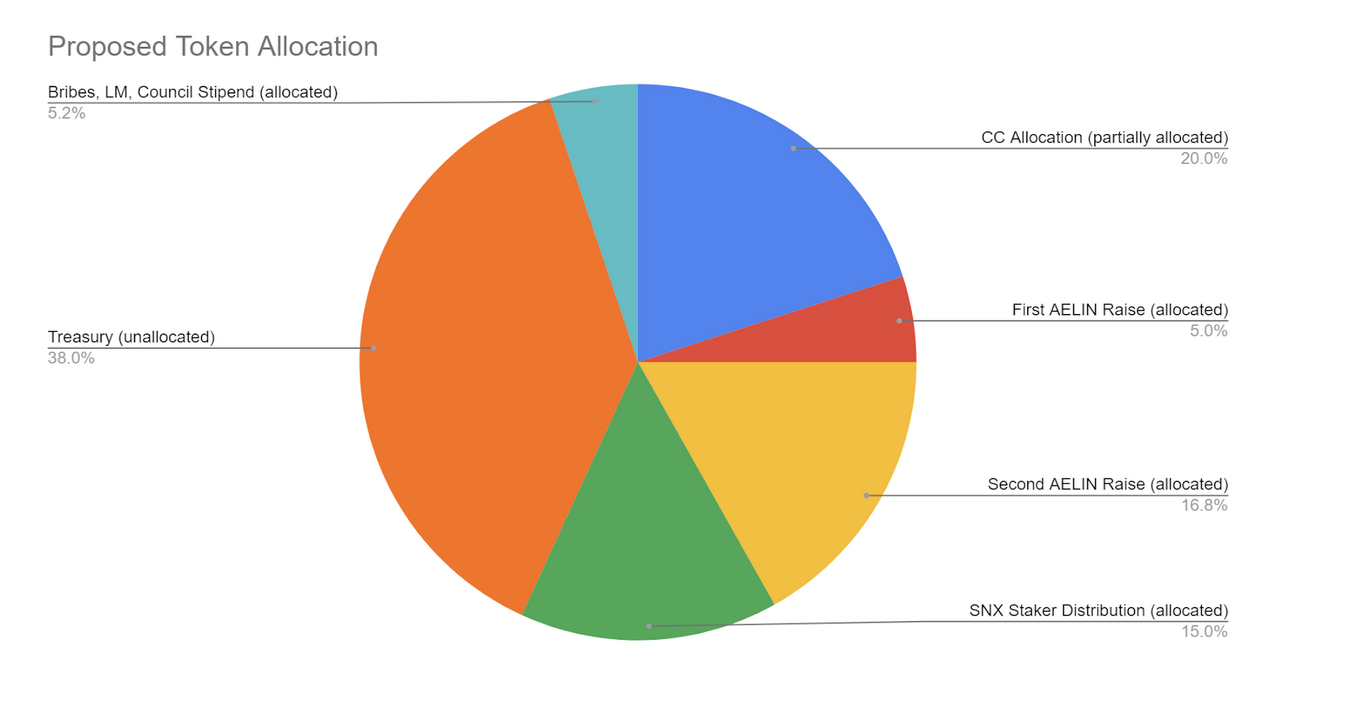 Proposed Token Allocation
Bribes, LM, Council Stipend (allocated)
5.2%
CC Allocation (partially allocated)
20.0%
First AELIN Raise (allocated)
5.0%
Treasury (unallocated)
38.0%
Second AELIN Raise (allocated)
16.8%
SNX Staker Distribution (allocated)
15.0%